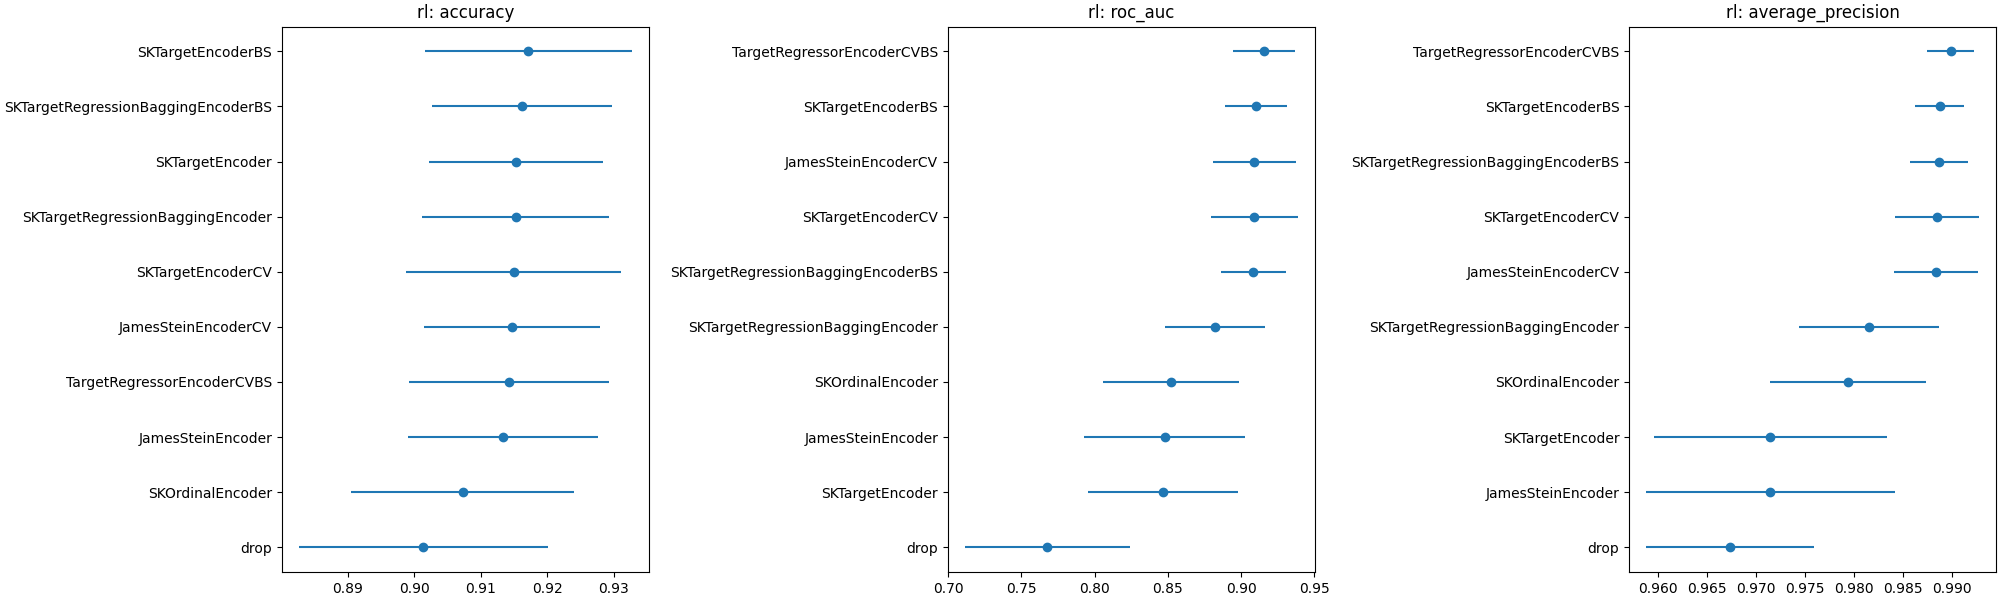 rl: accuracy
SKTargetEncoderBS
SKTargetRegressionBaggingEncoderBS
SKTargetEncoder
SKTargetRegressionBaggingEncoder
SKTargetEncoderCV
JamesSteinEncoderCV
TargetRegressorEncoderCVBS
JamesSteinEncoder
SKOrdinalEncoder
drop
0.89 0.90 0.91 0.92 0.93
rl: roc_auc
TargetRegressorEncoderCVBS
SKTargetEncoderBS
JamesSteinEncoderCV
SKTargetEncoderCV
SKTargetRegressionBaggingEncoderBS
SKTargetRegressionBaggingEncoder
SKOrdinalEncoder
JamesSteinEncoder
SKTargetEncoder
drop
0.70 0.75 0.80 0.85 0.90 0.95
rl: average_precision
TargetRegressorEncoderCVBS
SKTargetEncoderBS
SKTargetRegressionBaggingEncoderBS
SKTargetEncoderCV
JamesSteinEncoderCV
SKTargetRegressionBaggingEncoder
SKOrdinalEncoder
SKTargetEncoder
JamesSteinEncoder
drop
0.960 0.965 0.970 0.975 0.980 0.985 0.990